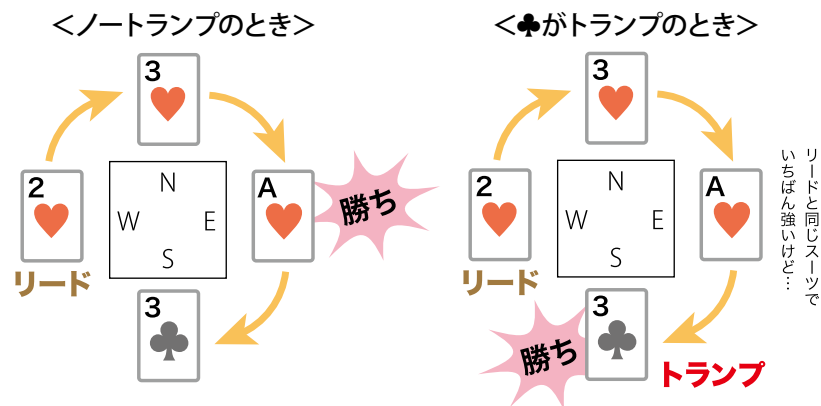 ＜ノートランプのとき＞
3
2
A
N
W E
S
勝ち
リード
3
＜♣がトランプのとき＞
3
2
A
N
W E
S
リード
3
勝ち
トランプ
リードと同じスーツで
いちばん強いけど…